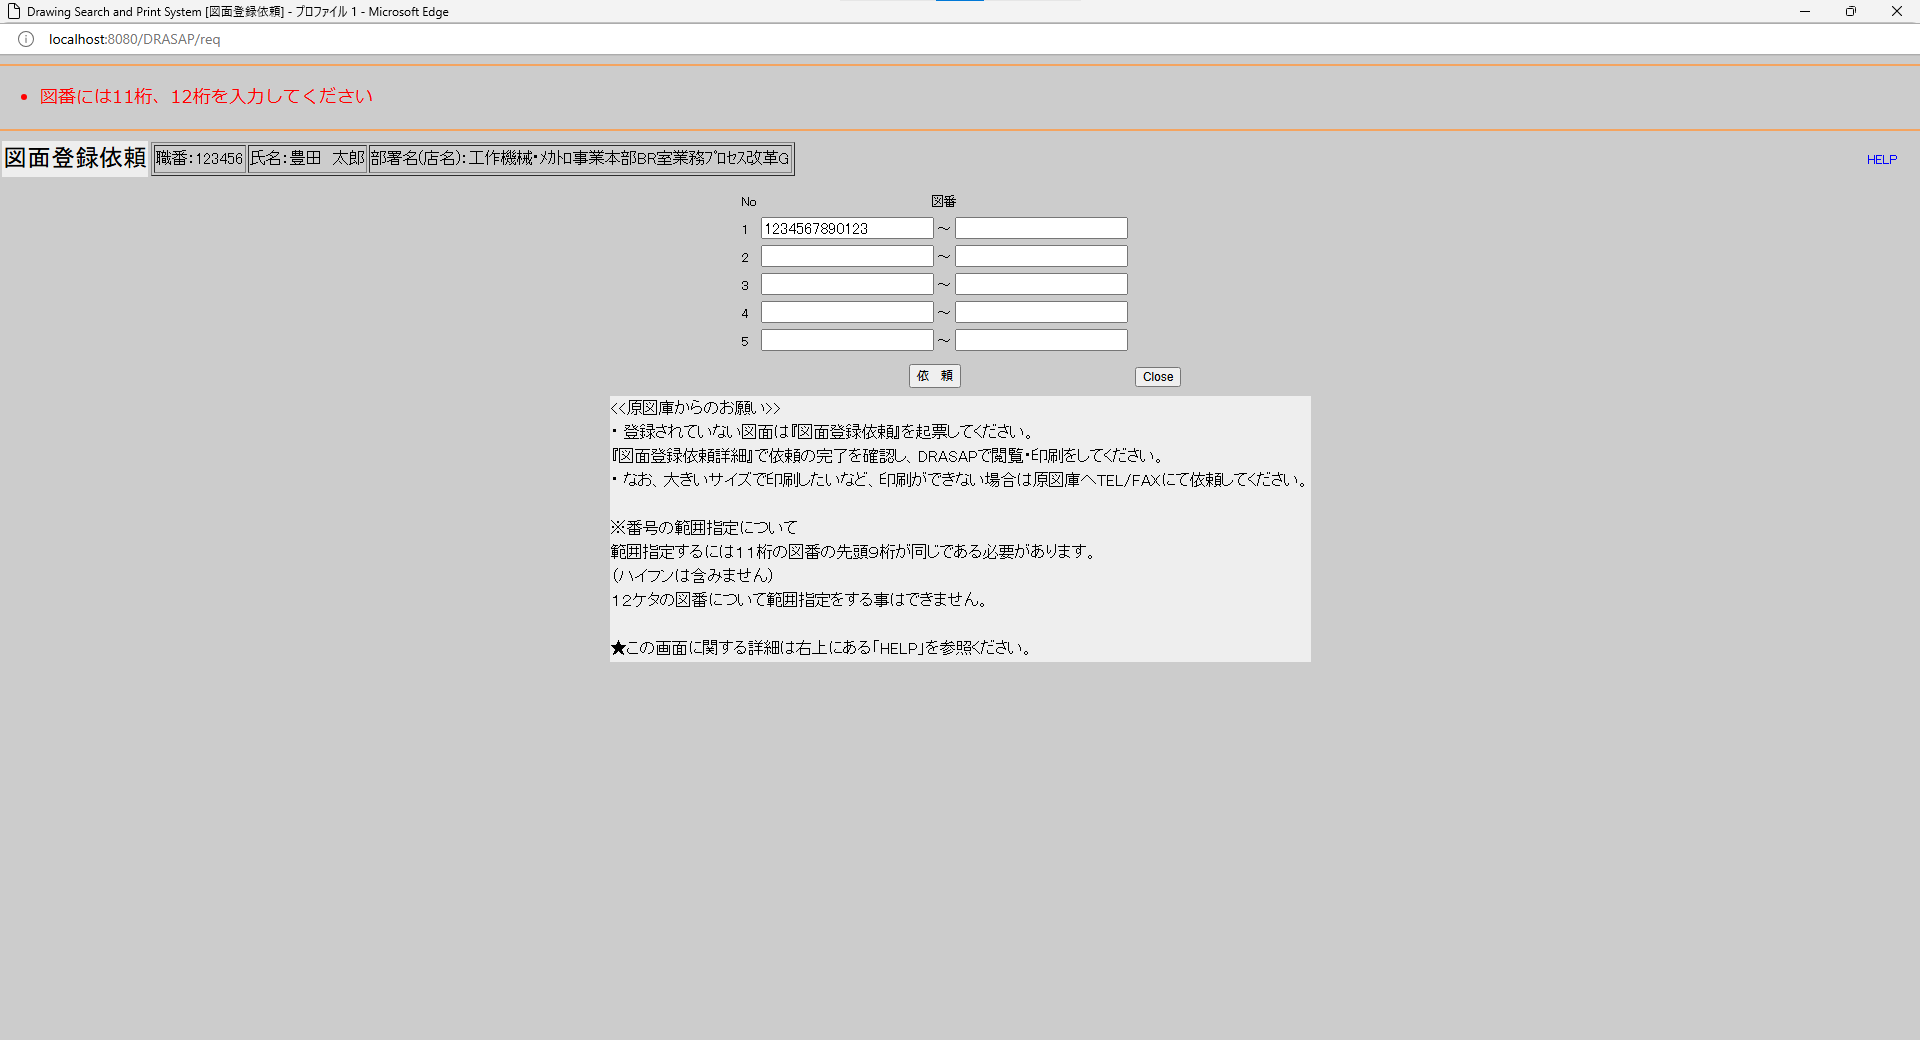 Drawing Search and Print System [図面登録依頼] - プロファイル 1 - Microsoft Edge
localhost:8080/DRASAP/req
• 図番には11桁、12桁を入力してください
図面登録依頼 職番：123456 氏名：豊田　太郎 部署名（店名）：工作機械・ﾒｶﾄﾛ事業本部BR室業務ﾌﾟﾛｾｽ改革G HELP
No 図番
1 1234567890123 ～
2 ～
3 ～
4 ～
5 ～
依　頼 Close
<<原図庫からのお願い>>
・ 登録されていない図面は『図面登録依頼』を起票してください。
『図面登録依頼詳細』で依頼の完了を確認し、DRASAPで閲覧・印刷をしてください。
・ なお、大きいサイズで印刷したいなど、印刷ができない場合は原図庫へTEL/FAXにて依頼してください。
※番号の範囲指定について
範囲指定するには１１桁の図番の先頭９桁が同じである必要があります。
（ハイフンは含みません）
１２ケタの図番について範囲指定をする事はできません。
★この画面に関する詳細は右上にある「HELP」を参照ください。